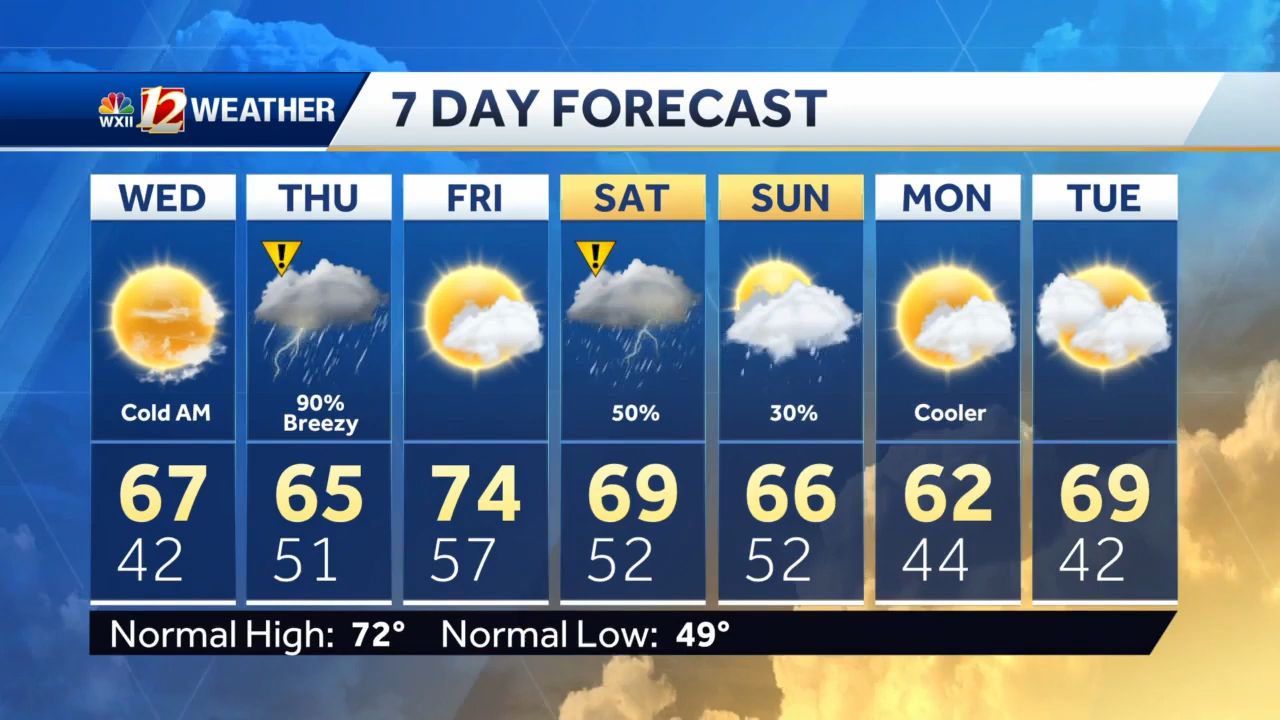 WXII 12 WEATHER
7 DAY FORECAST
WED THU FRI SAT SUN MON TUE
! !
Cold AM 90% Breezy 50% 30% Cooler
67 65 74 69 66 62 69
42 51 57 52 52 44 42
Normal High: 72° Normal Low: 49°